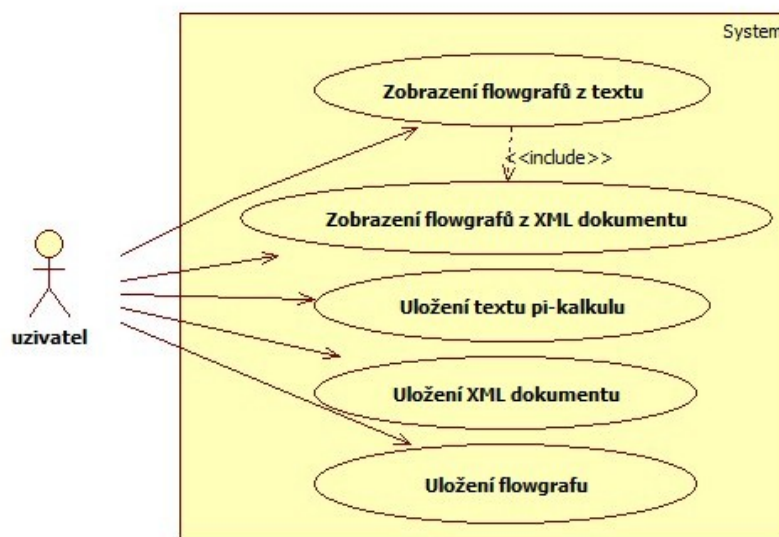 System
Zobrazení flowgrafů z textu
<<include>>
Zobrazení flowgrafů z XML dokumentu
Uložení textu pi-kalkulu
uzivatel
Uložení XML dokumentu
Uložení flowgrafu